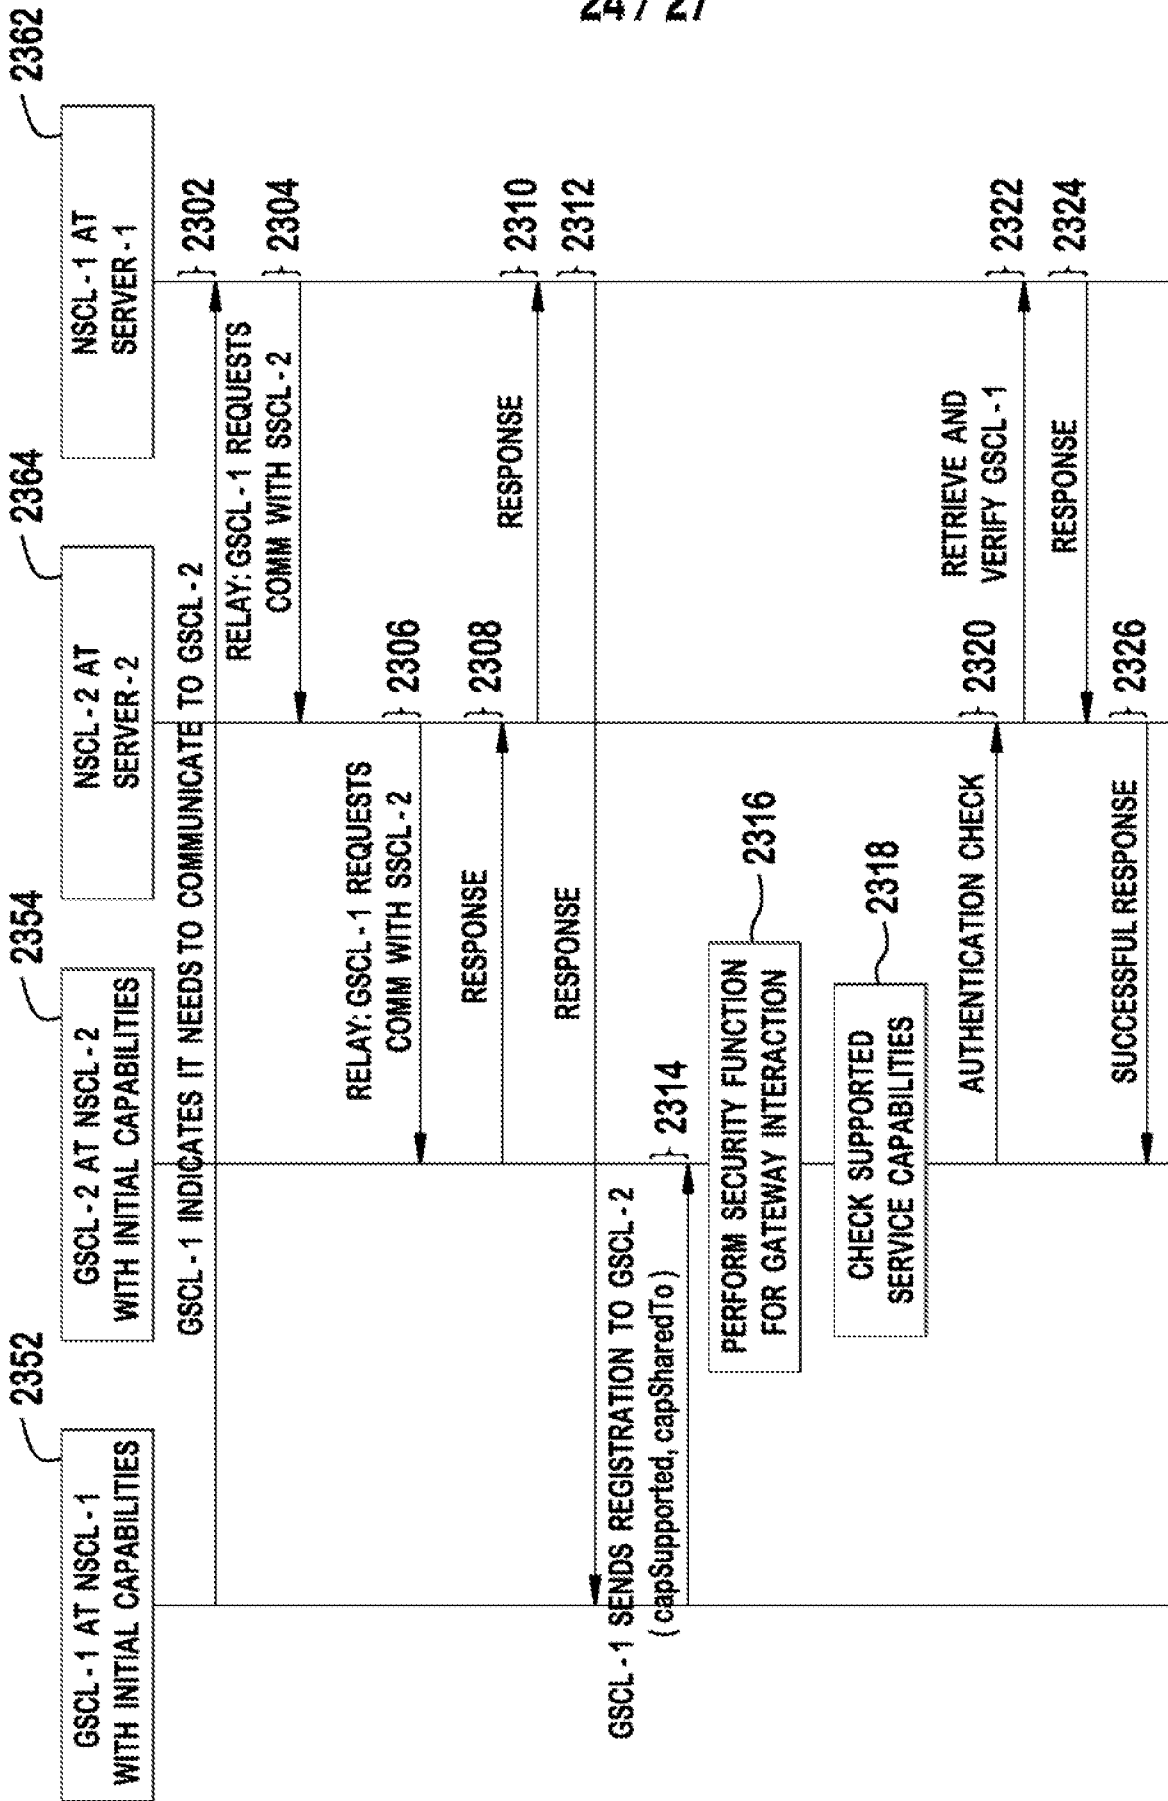 24 / 27
2352
GSCL-1 AT NSCL-1
WITH INITIAL CAPABILITIES
2354
GSCL-2 AT NSCL-2
WITH INITIAL CAPABILITIES
2364
NSCL-2 AT
SERVER-2
2362
NSCL-1 AT
SERVER-1
GSCL-1 INDICATES IT NEEDS TO COMMUNICATE TO GSCL-2
2302
RELAY: GSCL-1 REQUESTS
COMM WITH SSCL-2
2304
RELAY: GSCL-1 REQUESTS
COMM WITH SSCL-2
2306
RESPONSE
2308
RESPONSE
2310
RESPONSE
2312
GSCL-1 SENDS REGISTRATION TO GSCL-2
(capSupported, capSharedTo)
2314
PERFORM SECURITY FUNCTION
FOR GATEWAY INTERACTION
2316
CHECK SUPPORTED
SERVICE CAPABILITIES
2318
AUTHENTICATION CHECK
2320
RETRIEVE AND
VERIFY GSCL-1
2322
RESPONSE
2324
SUCCESSFUL RESPONSE
2326